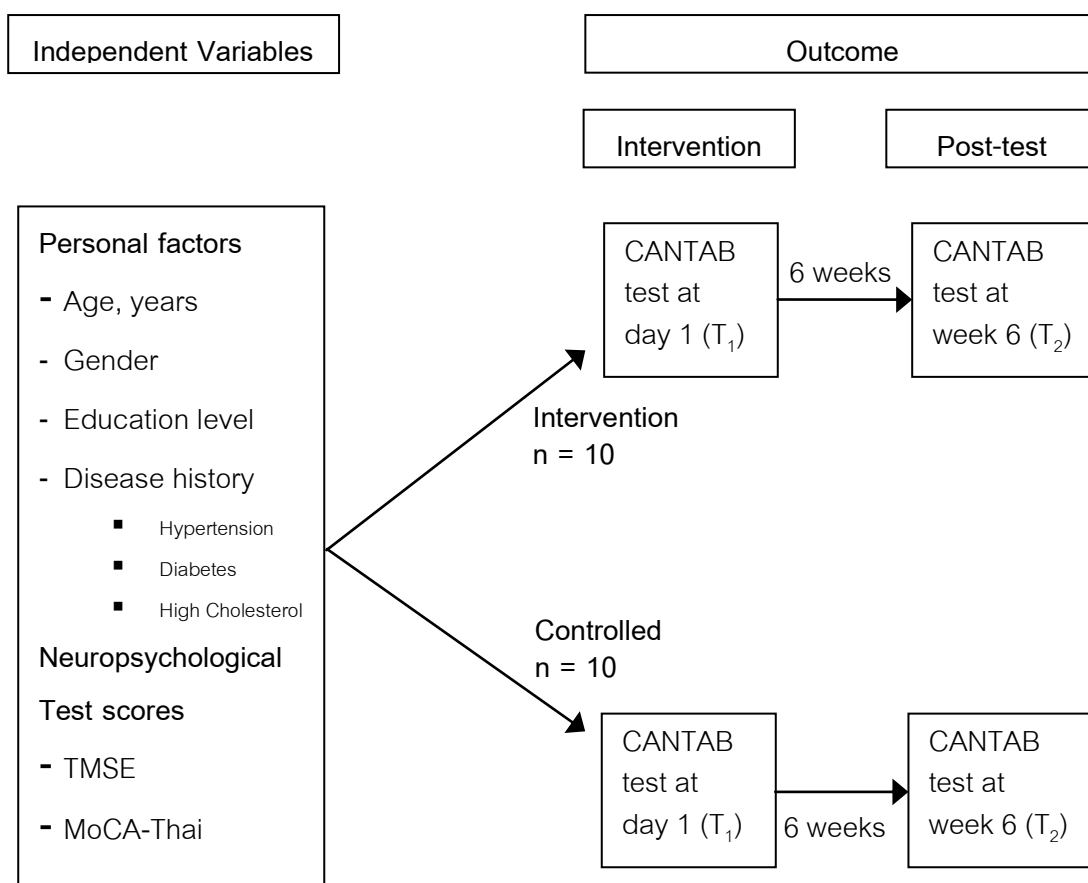 Independent Variables
Outcome
Intervention
Post-test
Personal factors
- Age, years
- Gender
- Education level
- Disease history
▪ Hypertension
▪ Diabetes
▪ High Cholesterol
Neuropsychological
Test scores
- TMSE
- MoCA-Thai
CANTAB
test at
day 1 (T₁)
6 weeks
CANTAB
test at
week 6 (T₂)
Intervention
n = 10
Controlled
n = 10
CANTAB
test at
day 1 (T₁)
6 weeks
CANTAB
test at
week 6 (T₂)